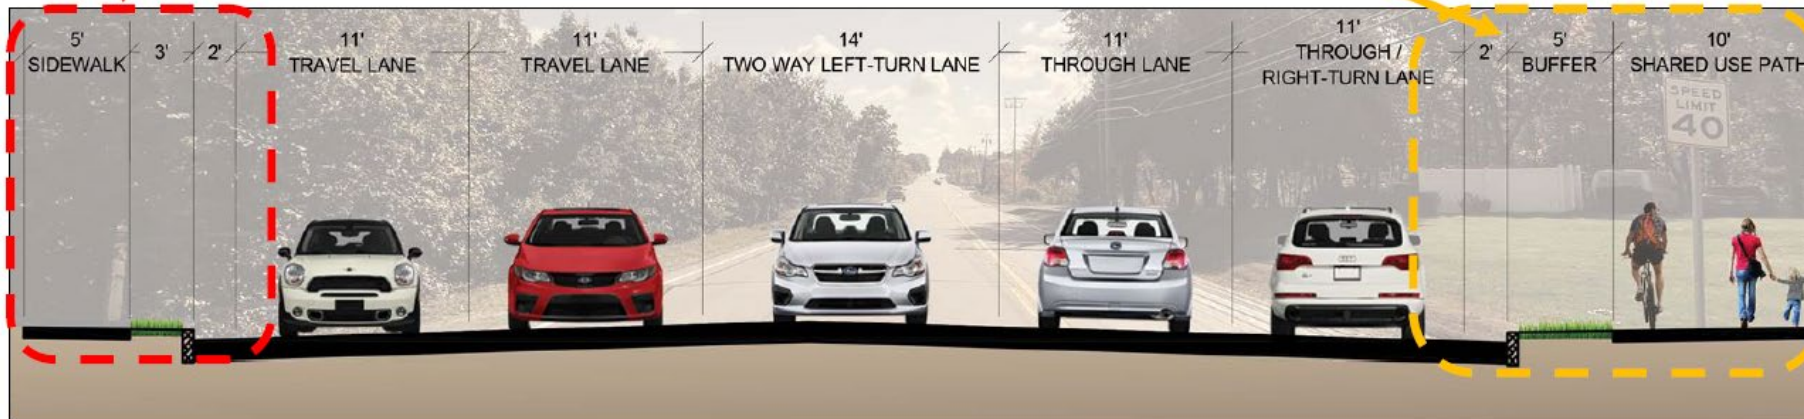 5'
SIDEWALK
3'
2'
11'
TRAVEL LANE
11'
TRAVEL LANE
14'
TWO WAY LEFT-TURN LANE
11'
THROUGH LANE
11'
THROUGH /
RIGHT-TURN LANE
2'
5'
BUFFER
10'
SHARED USE PATH
SPEED
LIMIT
40